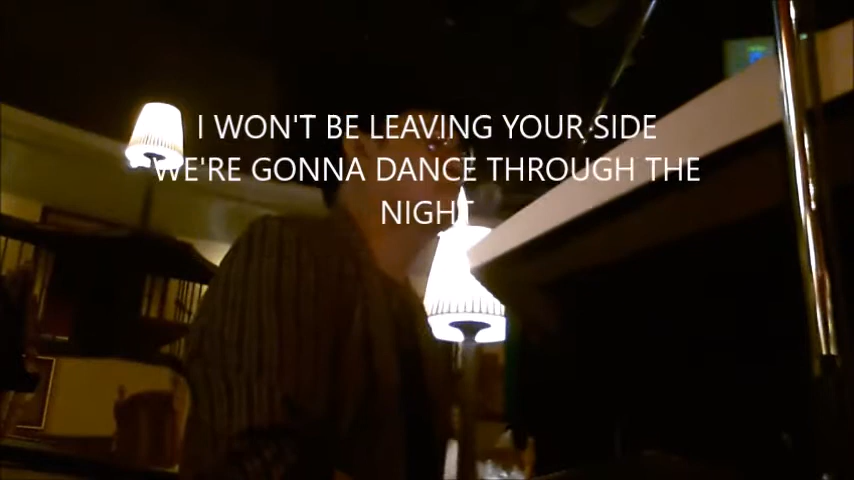 I WON'T BE LEAVING YOUR SIDE
WE'RE GONNA DANCE THROUGH THE
NIGHT